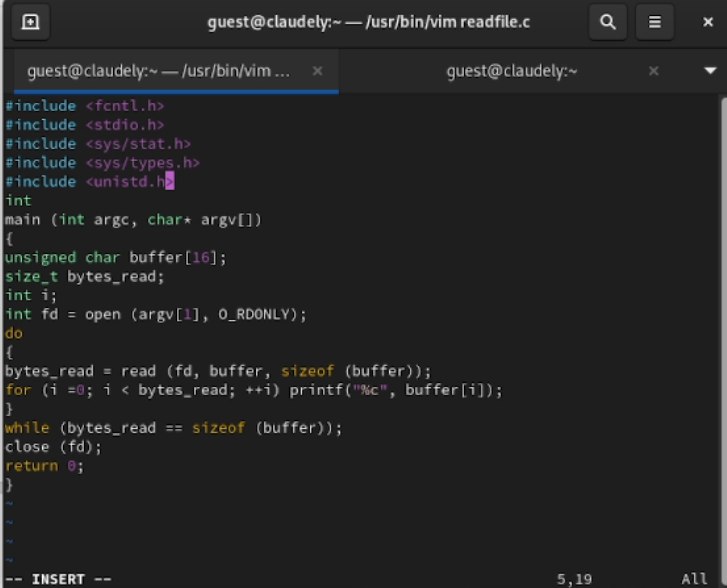 guest@claudely:~ — /usr/bin/vim readfile.c
guest@claudely:~ — /usr/bin/vim ...
guest@claudely:~
#include <fcntl.h>
#include <stdio.h>
#include <sys/stat.h>
#include <sys/types.h>
#include <unistd.h>
int
main (int argc, char* argv[])
{
unsigned char buffer[16];
size_t bytes_read;
int i;
int fd = open (argv[1], O_RDONLY);
do
{
bytes_read = read (fd, buffer, sizeof (buffer));
for (i =0; i < bytes_read; ++i) printf("%c", buffer[i]);
}
while (bytes_read == sizeof (buffer));
close (fd);
return 0;
}
~
~
~
~
-- INSERT -- 5,19 All